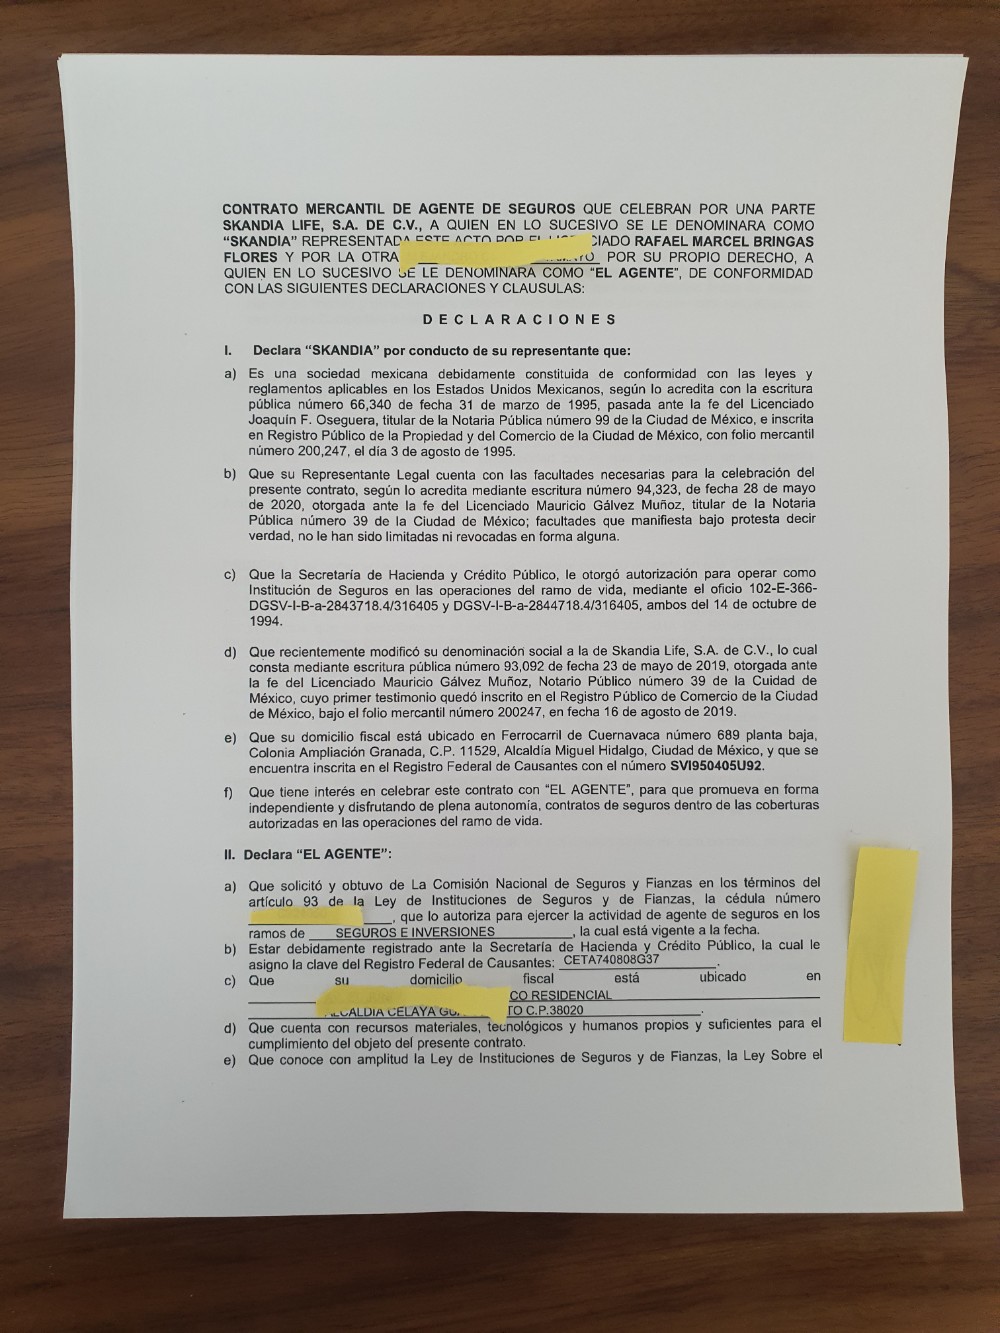 CONTRATO MERCANTIL DE AGENTE DE SEGUROS QUE CELEBRAN POR UNA PARTE
SKANDIA LIFE, S.A. DE C.V., A QUIEN EN LO SUCESIVO SE LE DENOMINARA COMO
“SKANDIA” REPRESENTADA ESTE ACTO POR EL CIADO RAFAEL MARCEL BRINGAS
FLORES Y POR LA OTRA POR SU PROPIO DERECHO, A
QUIEN EN LO SUCESIVO SE LE DENOMINARA COMO “EL AGENTE”, DE CONFORMIDAD
CON LAS SIGUIENTES DECLARACIONES Y CLAUSULAS:
DECLARACIONES
I. Declara “SKANDIA” por conducto de su representante que:
a) Es una sociedad mexicana debidamente constituida de conformidad con las leyes y
reglamentos aplicables en los Estados Unidos Mexicanos, según lo acredita con la escritura
pública número 66,340 de fecha 31 de marzo de 1995, pasada ante la fe del Licenciado
Joaquín F. Oseguera, titular de la Notaria Pública número 99 de la Ciudad de México, e inscrita
en Registro Público de la Propiedad y del Comercio de la Ciudad de México, con folio mercantil
número 200,247, el día 3 de agosto de 1995.
b) Que su Representante Legal cuenta con las facultades necesarias para la celebración del
presente contrato, según lo acredita mediante escritura número 94,323, de fecha 28 de mayo
de 2020, otorgada ante la fe del Licenciado Mauricio Gálvez Muñoz, titular de la Notaria
Pública número 39 de la Ciudad de México; facultades que manifiesta bajo protesta decir
verdad, no le han sido limitadas ni revocadas en forma alguna.
c) Que la Secretaría de Hacienda y Crédito Público, le otorgó autorización para operar como
Institución de Seguros en las operaciones del ramo de vida, mediante el oficio 102-E-366-
DGSV-I-B-a-2843718.4/316405 y DGSV-I-B-a-2844718.4/316405, ambos del 14 de octubre de
1994.
d) Que recientemente modificó su denominación social a la de Skandia Life, S.A. de C.V., lo cual
consta mediante escritura pública número 93,092 de fecha 23 de mayo de 2019, otorgada ante
la fe del Licenciado Mauricio Gálvez Muñoz, Notario Público número 39 de la Cuidad de
México, cuyo primer testimonio quedó inscrito en el Registro Público de Comercio de la Ciudad
de México, bajo el folio mercantil número 200247, en fecha 16 de agosto de 2019.
e) Que su domicilio fiscal está ubicado en Ferrocarril de Cuernavaca número 689 planta baja,
Colonia Ampliación Granada, C.P. 11529, Alcaldía Miguel Hidalgo, Ciudad de México, y que se
encuentra inscrita en el Registro Federal de Causantes con el número SVI950405U92.
f) Que tiene interés en celebrar este contrato con “EL AGENTE”, para que promueva en forma
independiente y disfrutando de plena autonomía, contratos de seguros dentro de las coberturas
autorizadas en las operaciones del ramo de vida.
II. Declara “EL AGENTE”:
a) Que solicitó y obtuvo de La Comisión Nacional de Seguros y Fianzas en los términos del
artículo 93 de la Ley de Instituciones de Seguros y de Fianzas, la cédula número
, que lo autoriza para ejercer la actividad de agente de seguros en los
ramos de SEGUROS E INVERSIONES, la cual está vigente a la fecha.
b) Estar debidamente registrado ante la Secretaría de Hacienda y Crédito Público, la cual le
asigno la clave del Registro Federal de Causantes: CETA740808G37.
c) Que su domicilio fiscal está ubicado en
CO RESIDENCIAL
ALCALDIA CELAYA GU TO C.P.38020.
d) Que cuenta con recursos materiales, tecnológicos y humanos propios y suficientes para el
cumplimiento del objeto del presente contrato.
e) Que conoce con amplitud la Ley de Instituciones de Seguros y de Fianzas, la Ley Sobre el